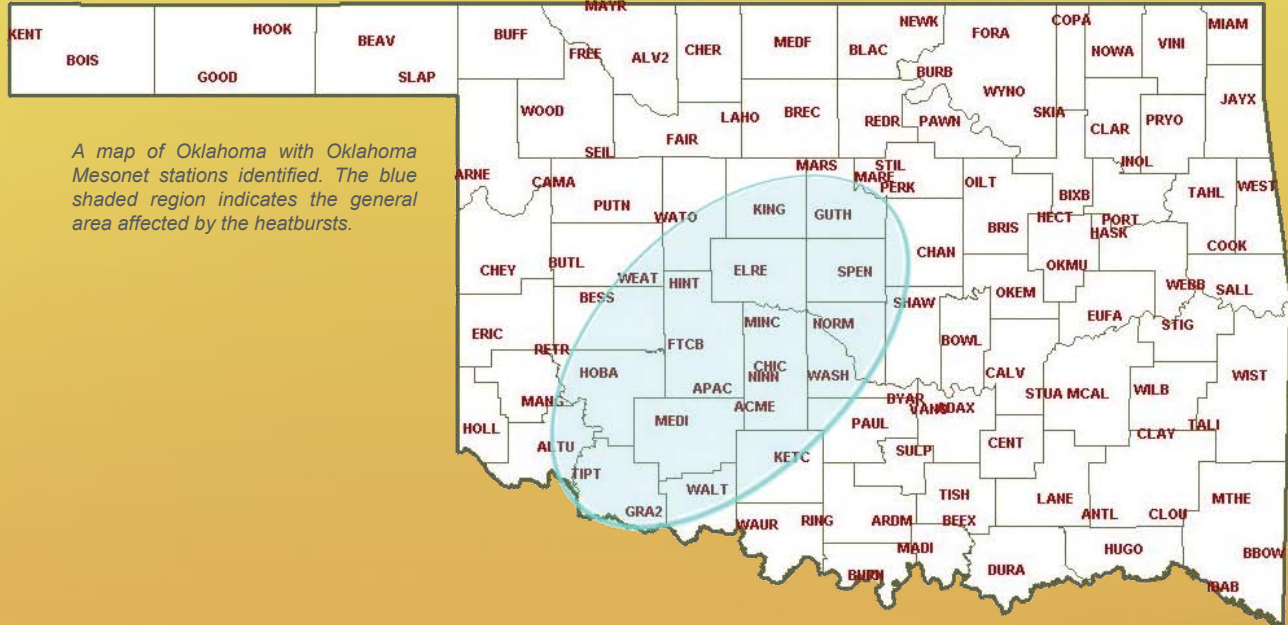 MAYR
KENT BOIS HOOK GOOD BEAV SLAP BUFF FREE ALV2 CHER MEDF BLAC NEWK FORA COPA NOWA VINI MIAM
BURB WYNO
WOOD LAHO BREC REDR PAWN SKIA CLAR PRYO JAYX
FAIR
SEIL INOL
A map of Oklahoma with Oklahoma
Mesonet stations identified. The blue
shaded region indicates the general
area affected by the heatbursts.
ARNE CAMA MARS STIL MARE PERK OILT BIXB TAHL WEST
PUTN WATO KING GUTH BRIS HECT PORT HASK
COOK
CHEY BUTL WEAT HINT ELRE SPEN CHAN OKMU
BESS SHAW OKEM WEBB SALL
ERIC MINC NORM EUFA STIG
RETR FTCB BOWL
HOBA CHIC NINN WASH CALV WIST
MANG APAC STUA MCAL WILB
HOLL MEDI ACME BYAR VANO ADAX
PAUL TALI
ALTU SULP CENT CLAY
TIPT KETC
WALT TISH LANE MTHE
GRA2 WAUR RING ARDM BEEX ANTL CLOU
MADI HUGO BBOW
BURN DURA
IDAB